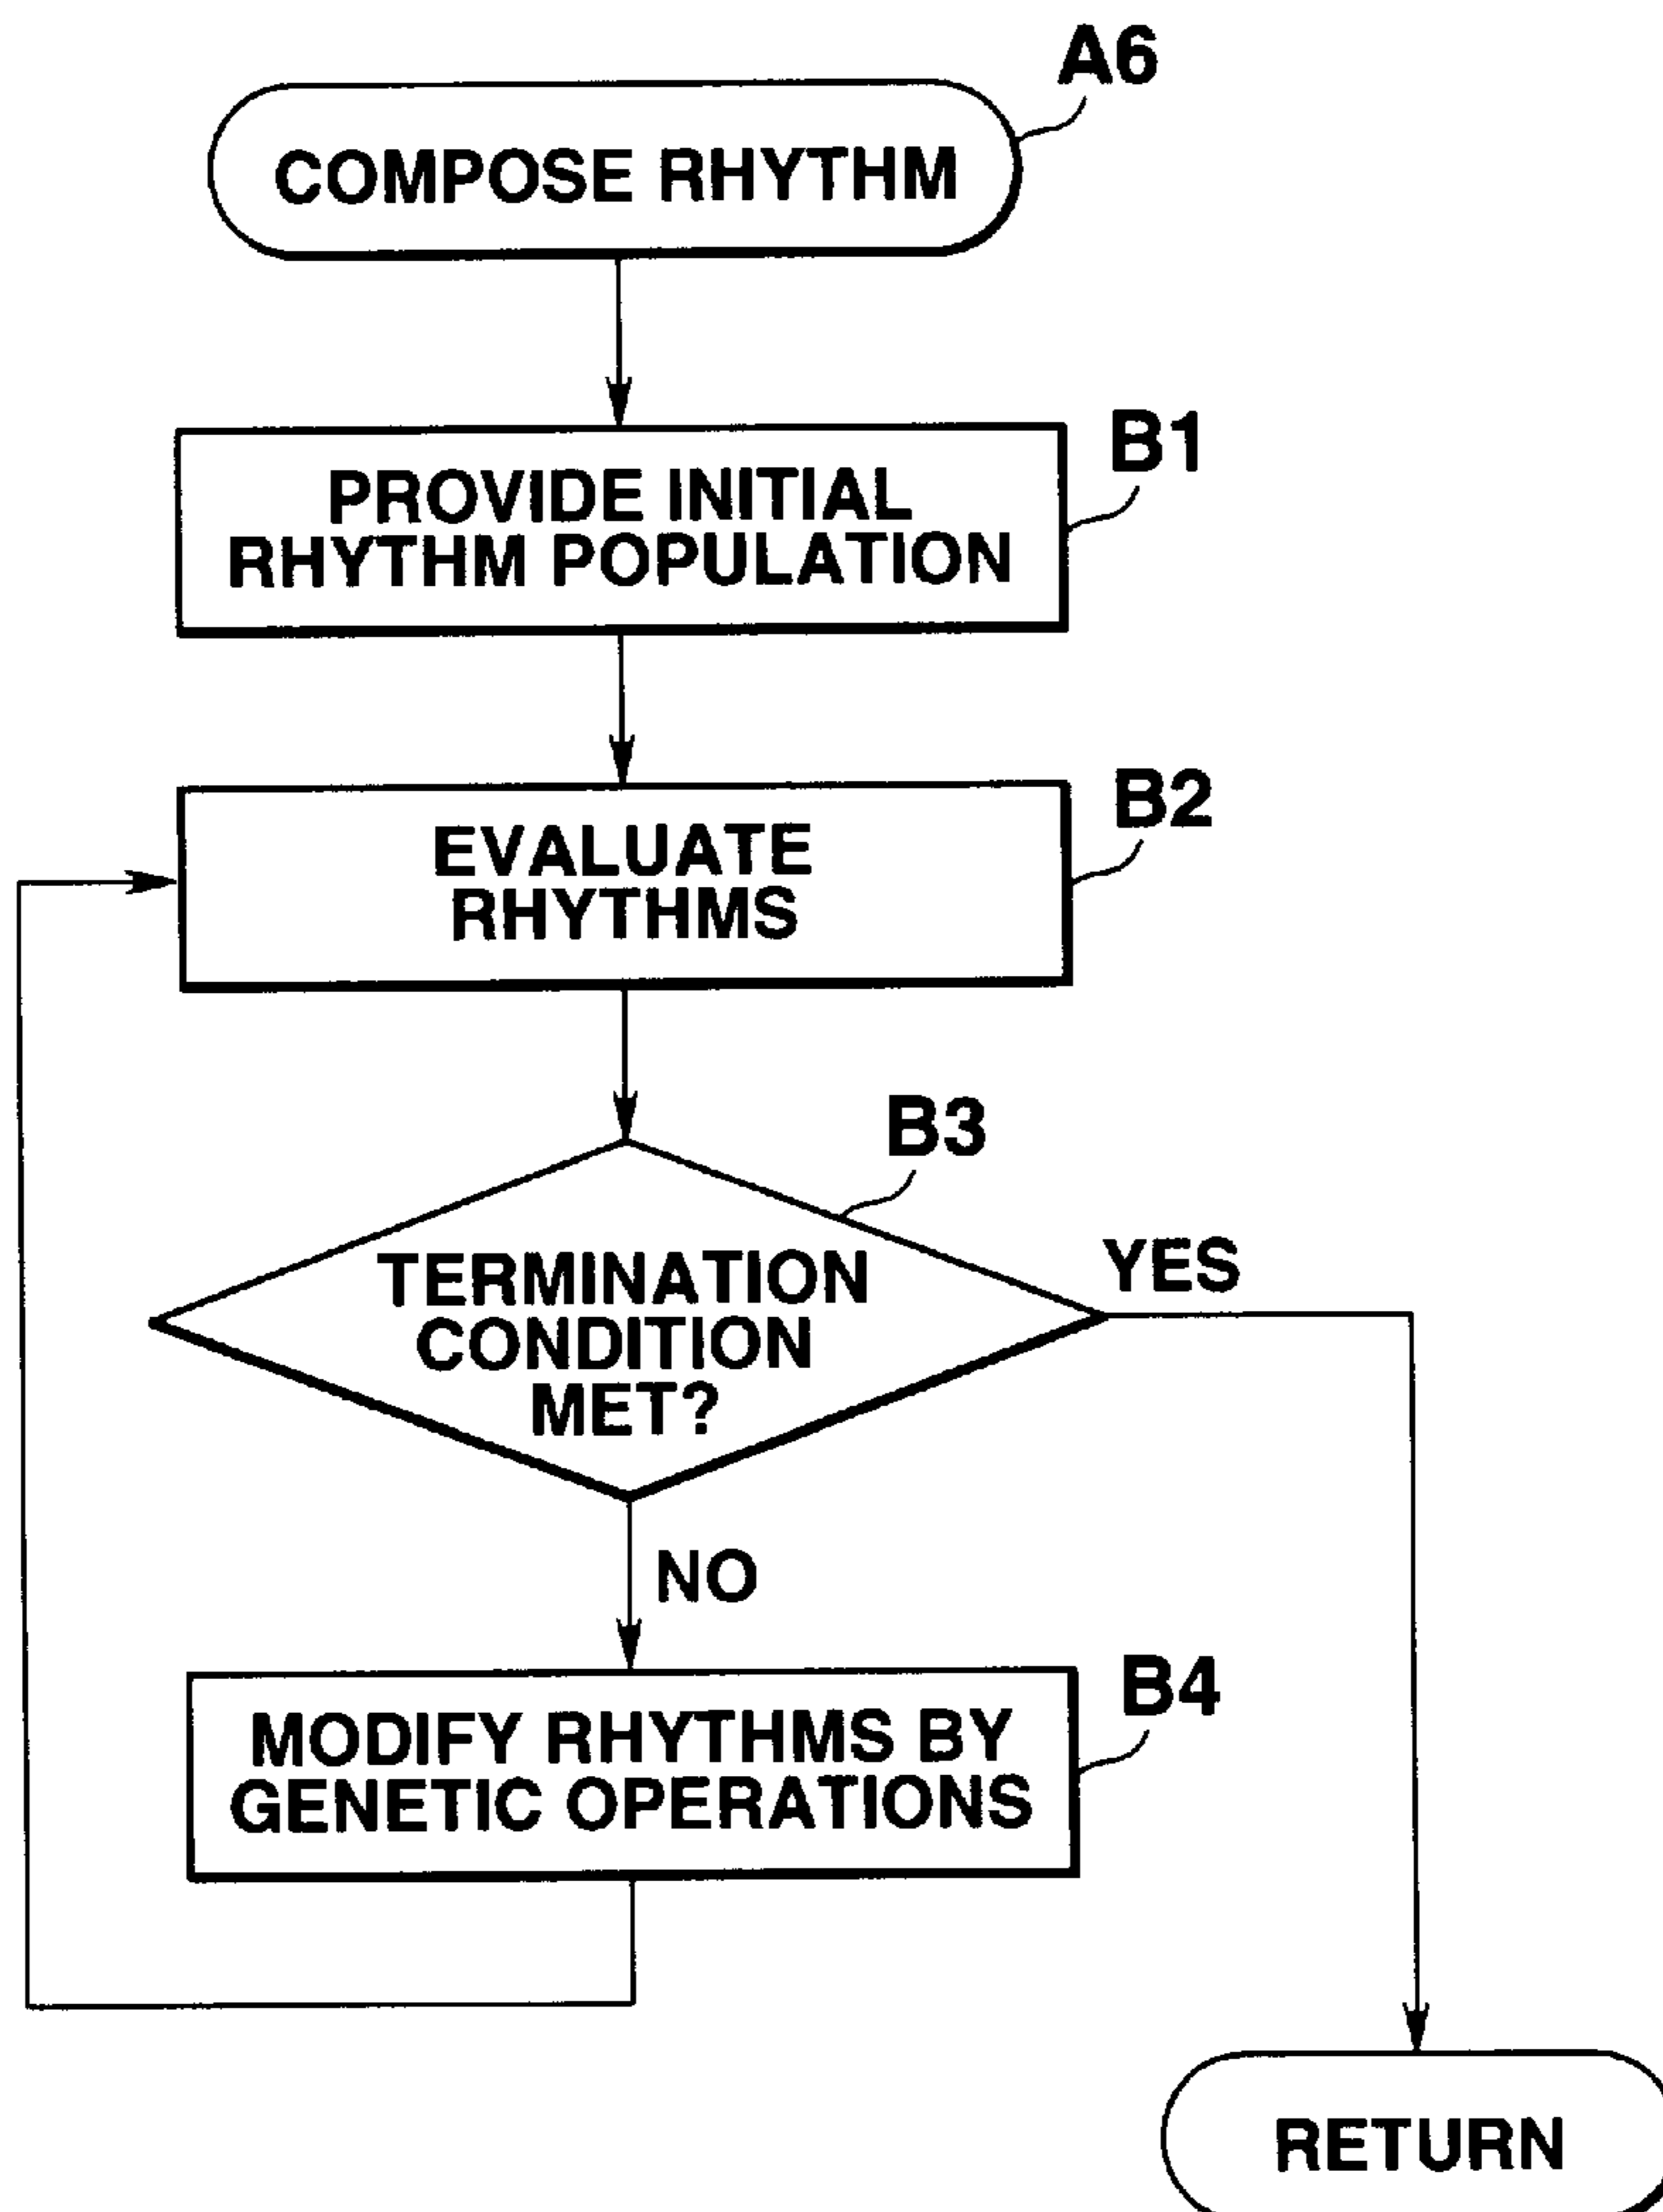 A6
COMPOSE RHYTHM
B1
PROVIDE INITIAL
RHYTHM POPULATION
B2
EVALUATE
RHYTHMS
B3
TERMINATION
CONDITION
MET?
YES
NO
B4
MODIFY RHYTHMS BY
GENETIC OPERATIONS
RETURN